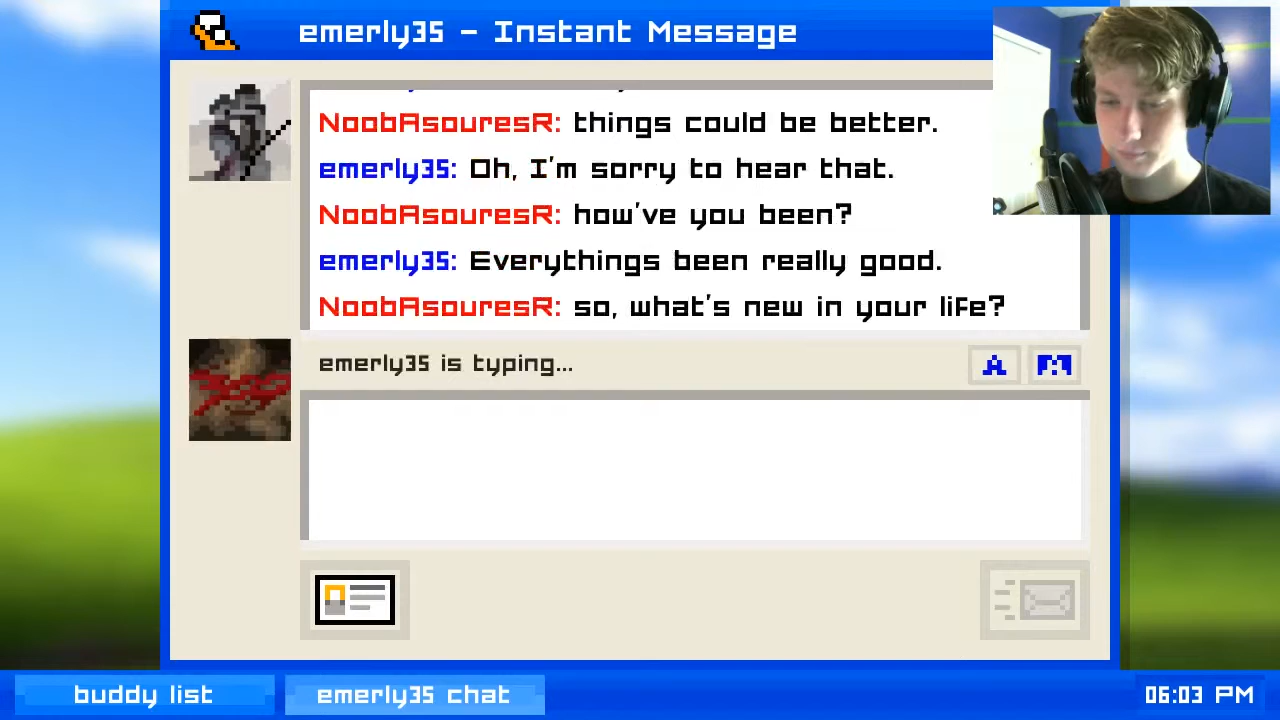 emerly35 - Instant Message
NoobAsouresR: things could be better.
emerly35: Oh, I'm sorry to hear that.
NoobAsouresR: how've you been?
emerly35: Everythings been really good.
NoobAsouresR: so, what's new in your life?
emerly35 is typing...
A
buddy list
emerly35 chat
06:03 PM